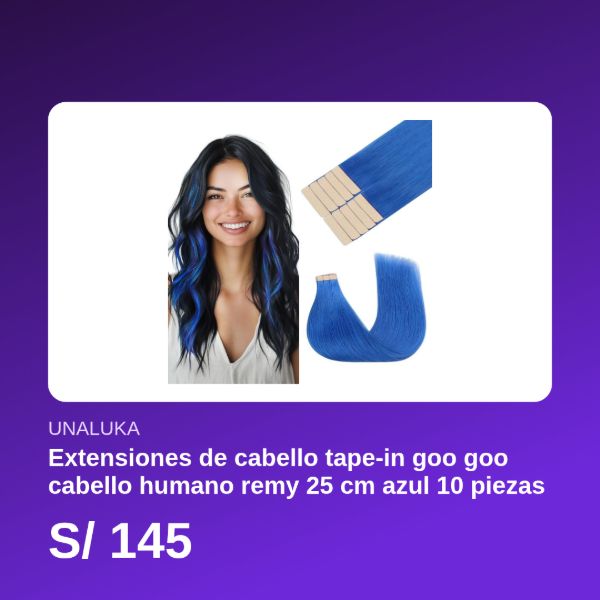 UNALUKA
Extensiones de cabello tape-in goo goo
cabello humano remy 25 cm azul 10 piezas
S/ 145